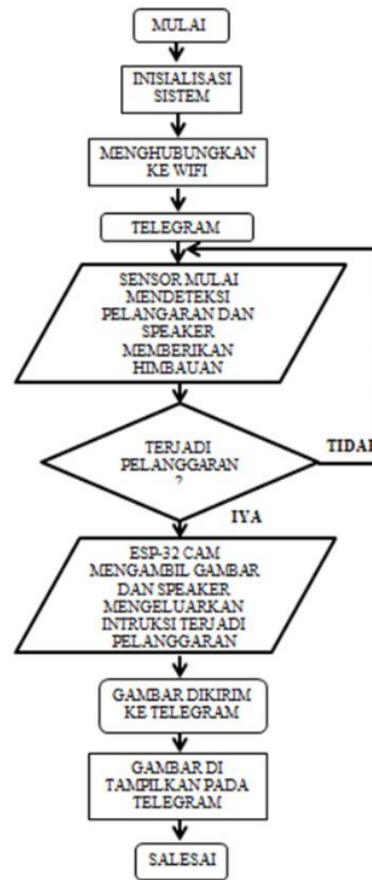 MULAI
INISIALISASI
SISTEM
MENGHUBUNGKAN
KE WIFI
TELEGRAM
SENSOR MULAI
MENDETEKSI
PELANGARAN DAN
SPEAKER
MEMBERIKAN
HIMBAUAN
TERJADI
PELANGGARAN
?
TIDAK
IYA
ESP-32 CAM
MENGAMBIL GAMBAR
DAN SPEAKER
MENGELUARKAN
INTRUKSI TERJADI
PELANGGARAN
GAMBAR DIKIRIM
KE TELEGRAM
GAMBAR DI
TAMPILKAN PADA
TELEGRAM
SALESAI